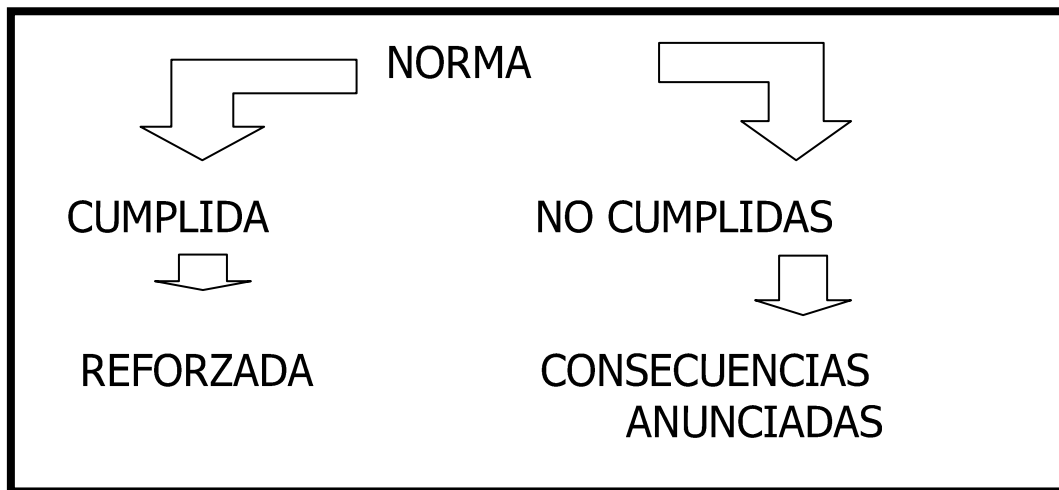 NORMA
CUMPLIDA
NO CUMPLIDAS
REFORZADA
CONSECUENCIAS
ANUNCIADAS